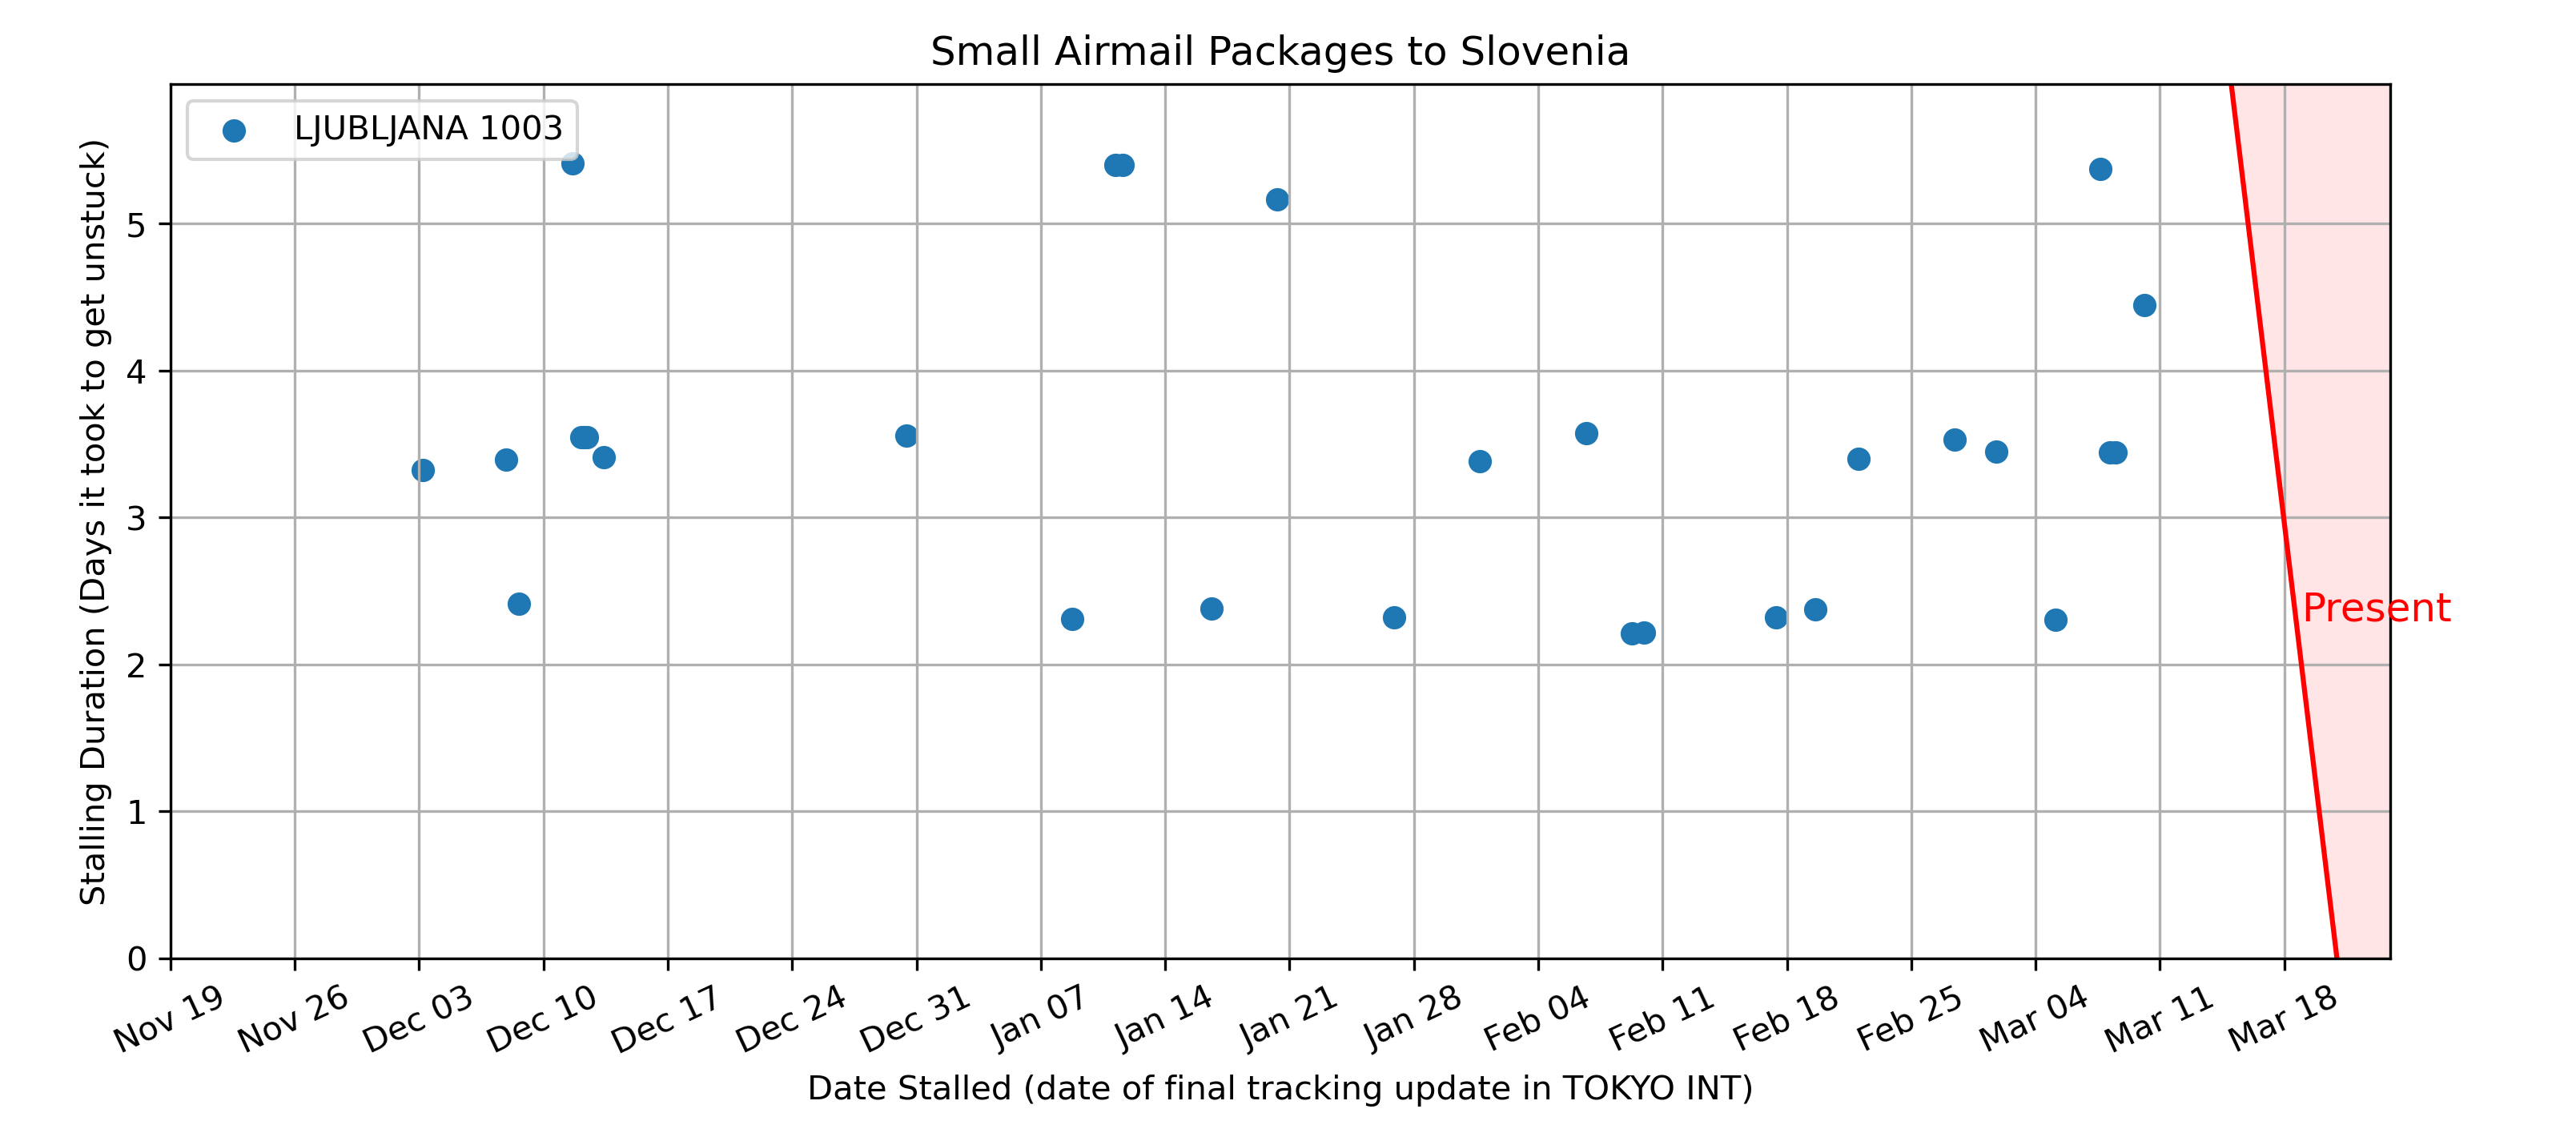 Small Airmail Packages to Slovenia
LJUBLJANA 1003
Stalling Duration (Days it took to get unstuck)
5
4
3
2
1
0
Present
Nov 19 Nov 26 Dec 03 Dec 10 Dec 17 Dec 24 Dec 31 Jan 07 Jan 14 Jan 21 Jan 28 Feb 04 Feb 11 Feb 18 Feb 25 Mar 04 Mar 11 Mar 18
Date Stalled (date of final tracking update in TOKYO INT)